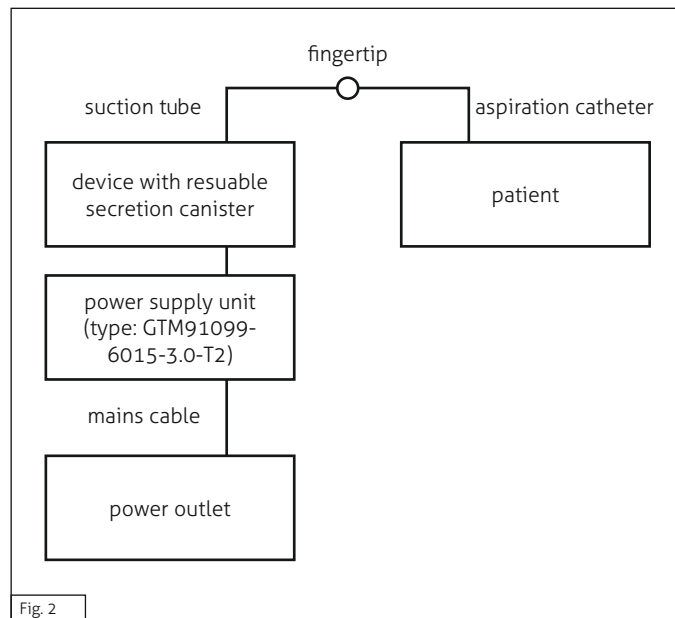 fingertip
suction tube
aspiration catheter
device with resuable
secretion canister
patient
power supply unit
(type: GTM91099-
6015-3.0-T2)
mains cable
power outlet
Fig. 2